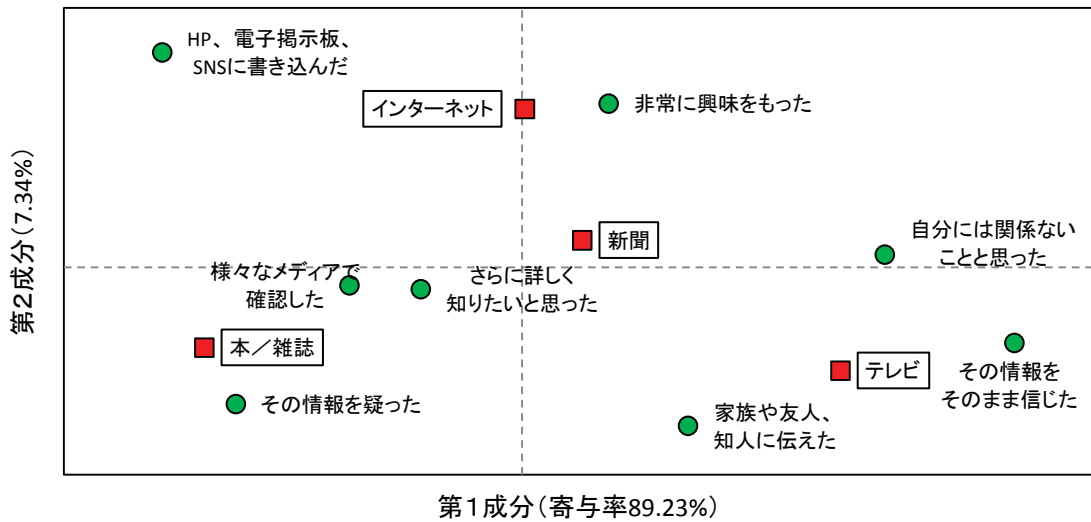 HP、電子掲示板、
SNSに書き込んだ
インターネット
非常に興味をもった
新聞
自分には関係ない
ことと思った
様々なメディアで
確認した
さらに詳しく
知りたいと思った
本／雑誌
その情報を疑った
テレビ
その情報を
そのまま信じた
家族や友人、
知人に伝えた
第２成分（7.34%）
第１成分（寄与率89.23%）